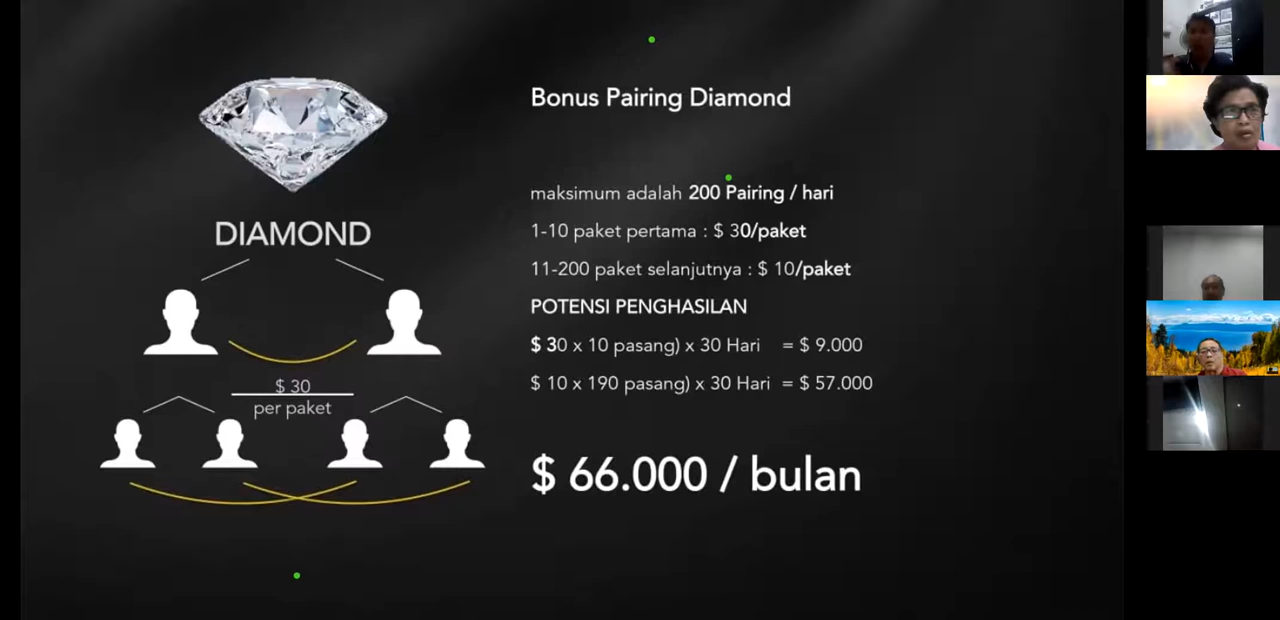 DIAMOND
$ 30
per paket
Bonus Pairing Diamond
maksimum adalah 200 Pairing / hari
1-10 paket pertama : $ 30/paket
11-200 paket selanjutnya : $ 10/paket
POTENSI PENGHASILAN
$ 30 x 10 pasang) x 30 Hari = $ 9.000
$ 10 x 190 pasang) x 30 Hari = $ 57.000
$ 66.000 / bulan